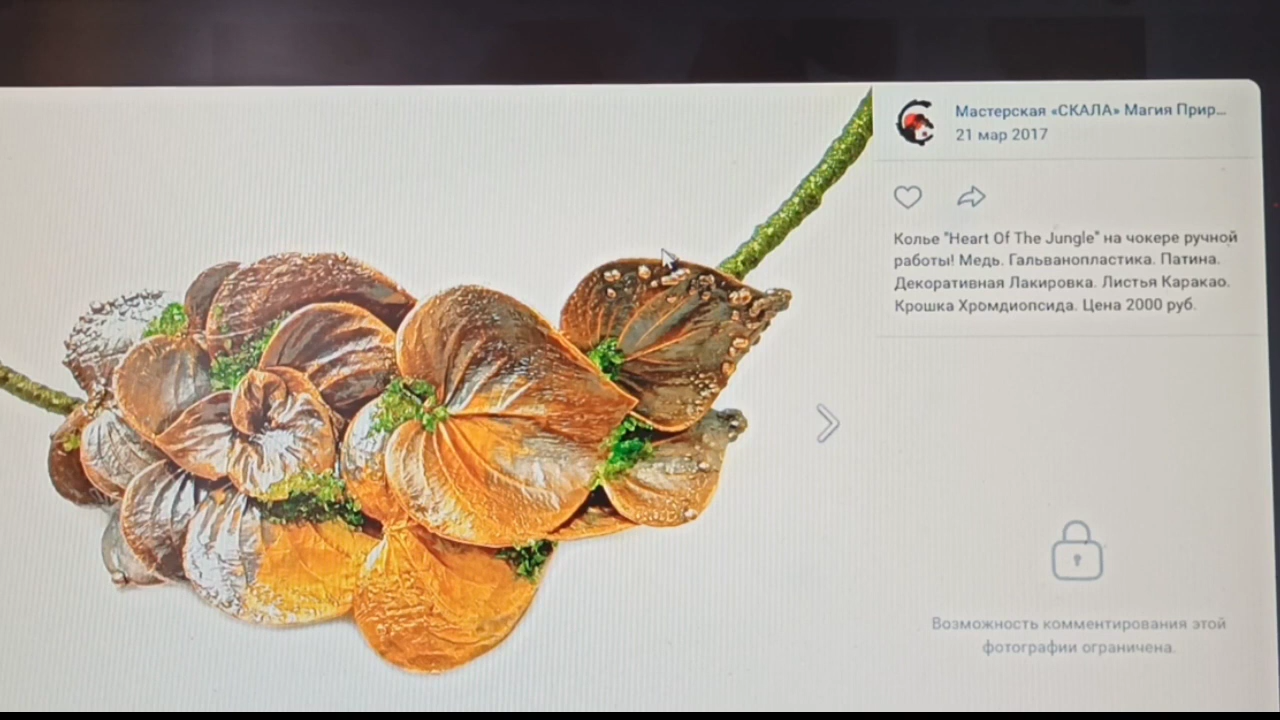 Мастерская «СКАЛА» Магия Прир...
21 мар 2017
Колье "Heart Of The Jungle" на чокере ручной
работы! Медь. Гальванопластика. Патина.
Декоративная Лакировка. Листья Каракао.
Крошка Хромдиопсида. Цена 2000 руб.
Возможность комментирования этой
фотографии ограничена.